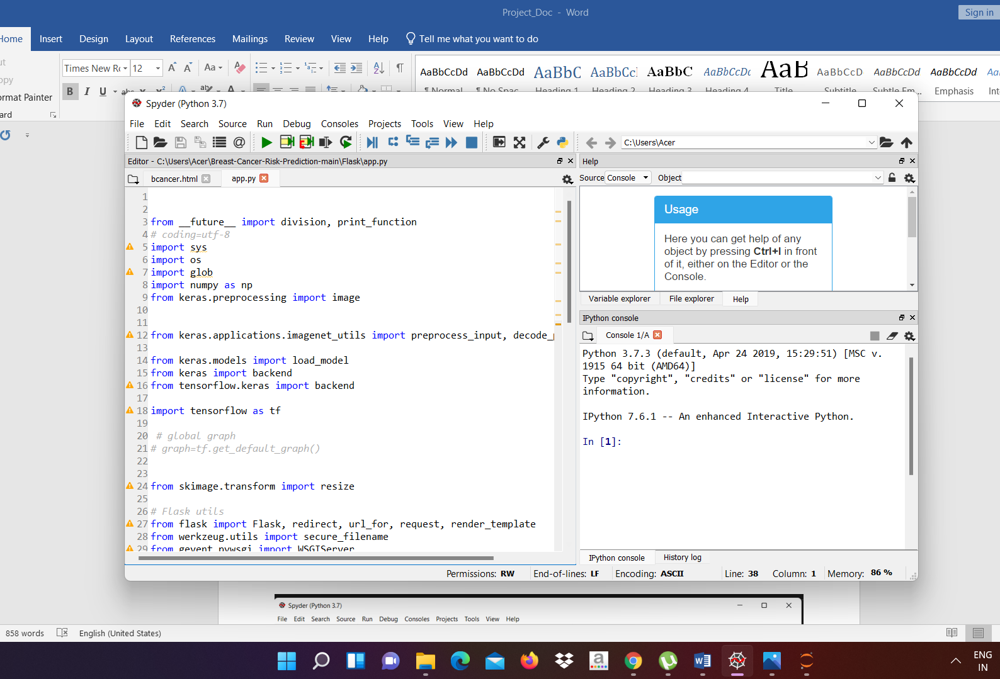 Project_Doc - Word
Sign in
Home
Insert
Design
Layout
References
Mailings
Review
View
Help
Tell me what you want to do
Times New Ro
12
Aa
AaBbCcDd
AaBbCcDd
AaBbC
AaBbCcl
AaBbC
AaBbCcDc
AaB
AaBbCcD
AaBbCcDd
AaBbCcDd
¶ Normal
¶ No Spac...
Heading 1
Heading 2
Heading 3
Heading 4
Title
Subtitle
Subtle Em...
Emphasis
B I U
Format Painter
Spyder (Python 3.7)
File Edit Search Source Run Debug Consoles Projects Tools View Help
C:\Users\Acer
Editor - C:\Users\Acer\Breast-Cancer-Risk-Prediction-main\Flask\app.py
bcancer.html
app.py
1
2
3 from __future__ import division, print_function
4 # coding=utf-8
5 import sys
6 import os
7 import glob
8 import numpy as np
9 from keras.preprocessing import image
10
11
12 from keras.applications.imagenet_utils import preprocess_input, decode_p
13
14 from keras.models import load_model
15 from keras import backend
16 from tensorflow.keras import backend
17
18 import tensorflow as tf
19
20 # global graph
21 # graph=tf.get_default_graph()
22
23
24 from skimage.transform import resize
25
26 # Flask utils
27 from flask import Flask, redirect, url_for, request, render_template
28 from werkzeug.utils import secure_filename
29 from gevent.pywsgi import WSGIServer
Help
Source Console Object
Usage
Here you can get help of any
object by pressing Ctrl+I in front
of it, either on the Editor or the
Console.
Variable explorer
File explorer
Help
IPython console
Console 1/A
Python 3.7.3 (default, Apr 24 2019, 15:29:51) [MSC v.
1915 64 bit (AMD64)]
Type "copyright", "credits" or "license" for more
information.
IPython 7.6.1 -- An enhanced Interactive Python.
In [1]:
IPython console
History log
Permissions: RW End-of-lines: LF Encoding: ASCII Line: 38 Column: 1 Memory: 86 %
Spyder (Python 3.7)
File Edit Search Source Run Debug Consoles Projects Tools View Help
858 words
English (United States)
ENG
IN